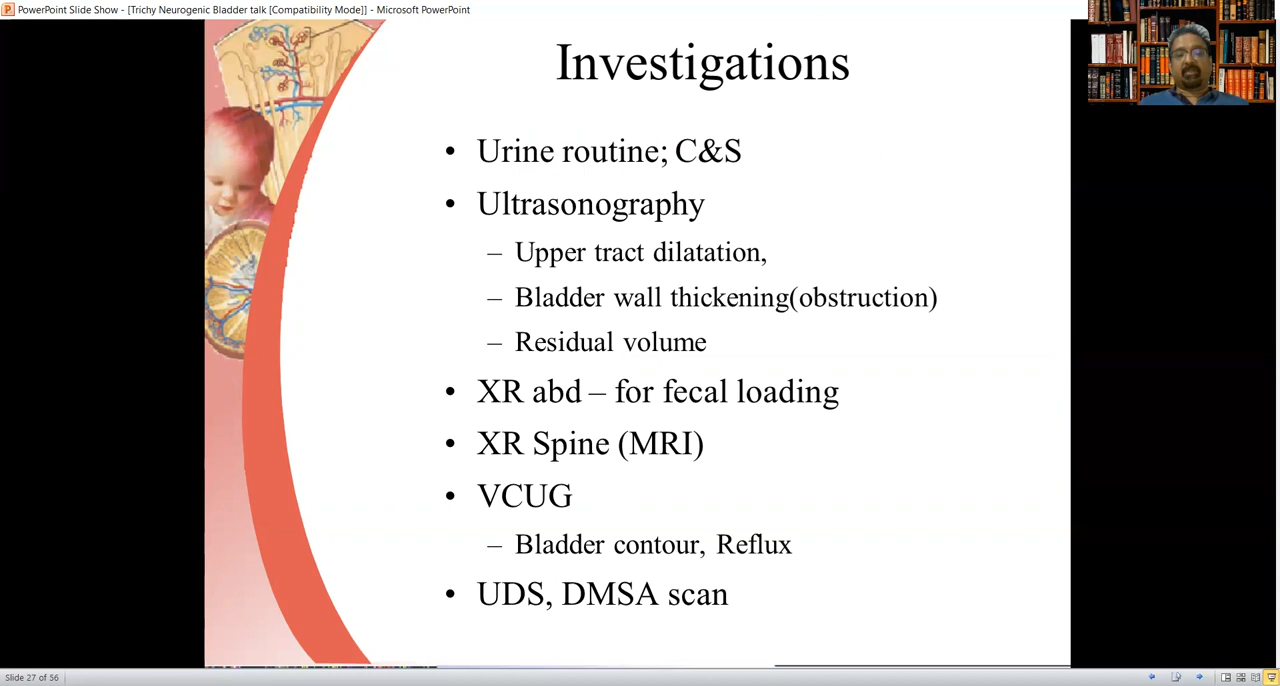 PowerPoint Slide Show - [Trichy Neurogenic Bladder talk [Compatibility Mode]] - Microsoft PowerPoint
Investigations
• Urine routine; C&S
• Ultrasonography
– Upper tract dilatation,
– Bladder wall thickening(obstruction)
– Residual volume
• XR abd – for fecal loading
• XR Spine (MRI)
• VCUG
– Bladder contour, Reflux
• UDS, DMSA scan
Slide 27 of 56